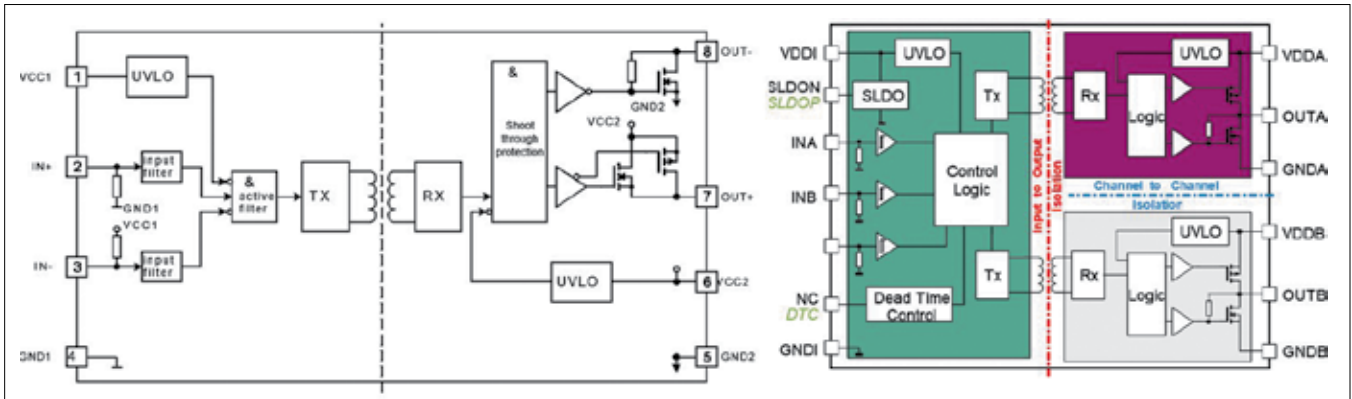 VCC1
1
UVLO
IN+
2
input
filter
GND1
VCC1
IN-
3
input
filter
&
active
filter
TX
RX
GND1
4
&
Shoot
through
protection
UVLO
VCC2
GND2
8
OUT-
7
OUT+
6
VCC2
5
GND2
VDDI
SLDON
SLDOP
INA
INB
NC
DTC
GNDI
UVLO
SLDO
Control
Logic
Dead Time
Control
Tx
Tx
Input to Output
Isolation
Rx
Logic
UVLO
VDDA
OUTA
GNDA
Channel to Channel
Isolation
Rx
Logic
UVLO
VDDB
OUTB
GNDB